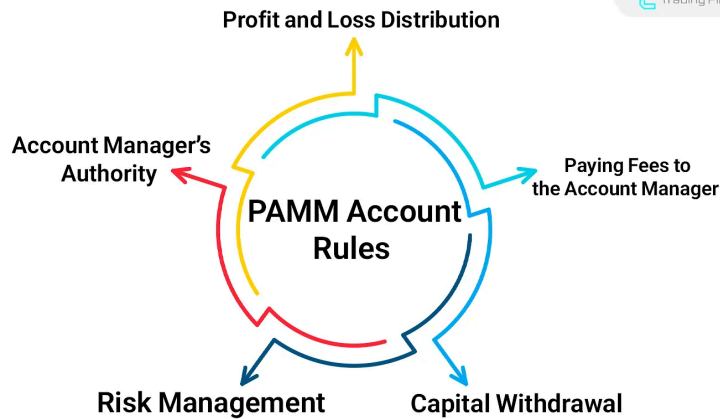 Profit and Loss Distribution
Account Manager's
Authority
Paying Fees to
the Account Manager
PAMM Account
Rules
Risk Management
Capital Withdrawal